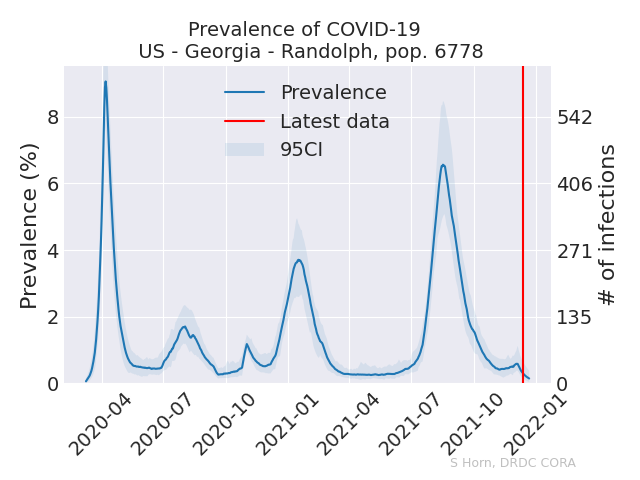 Prevalence of COVID-19
US - Georgia - Randolph, pop. 6778
Prevalence
Latest data
95CI
Prevalence (%)
8
6
4
2
0
# of infections
542
406
271
135
0
2020-04
2020-07
2020-10
2021-01
2021-04
2021-07
2021-10
2022-01
S Horn, DRDC CORA